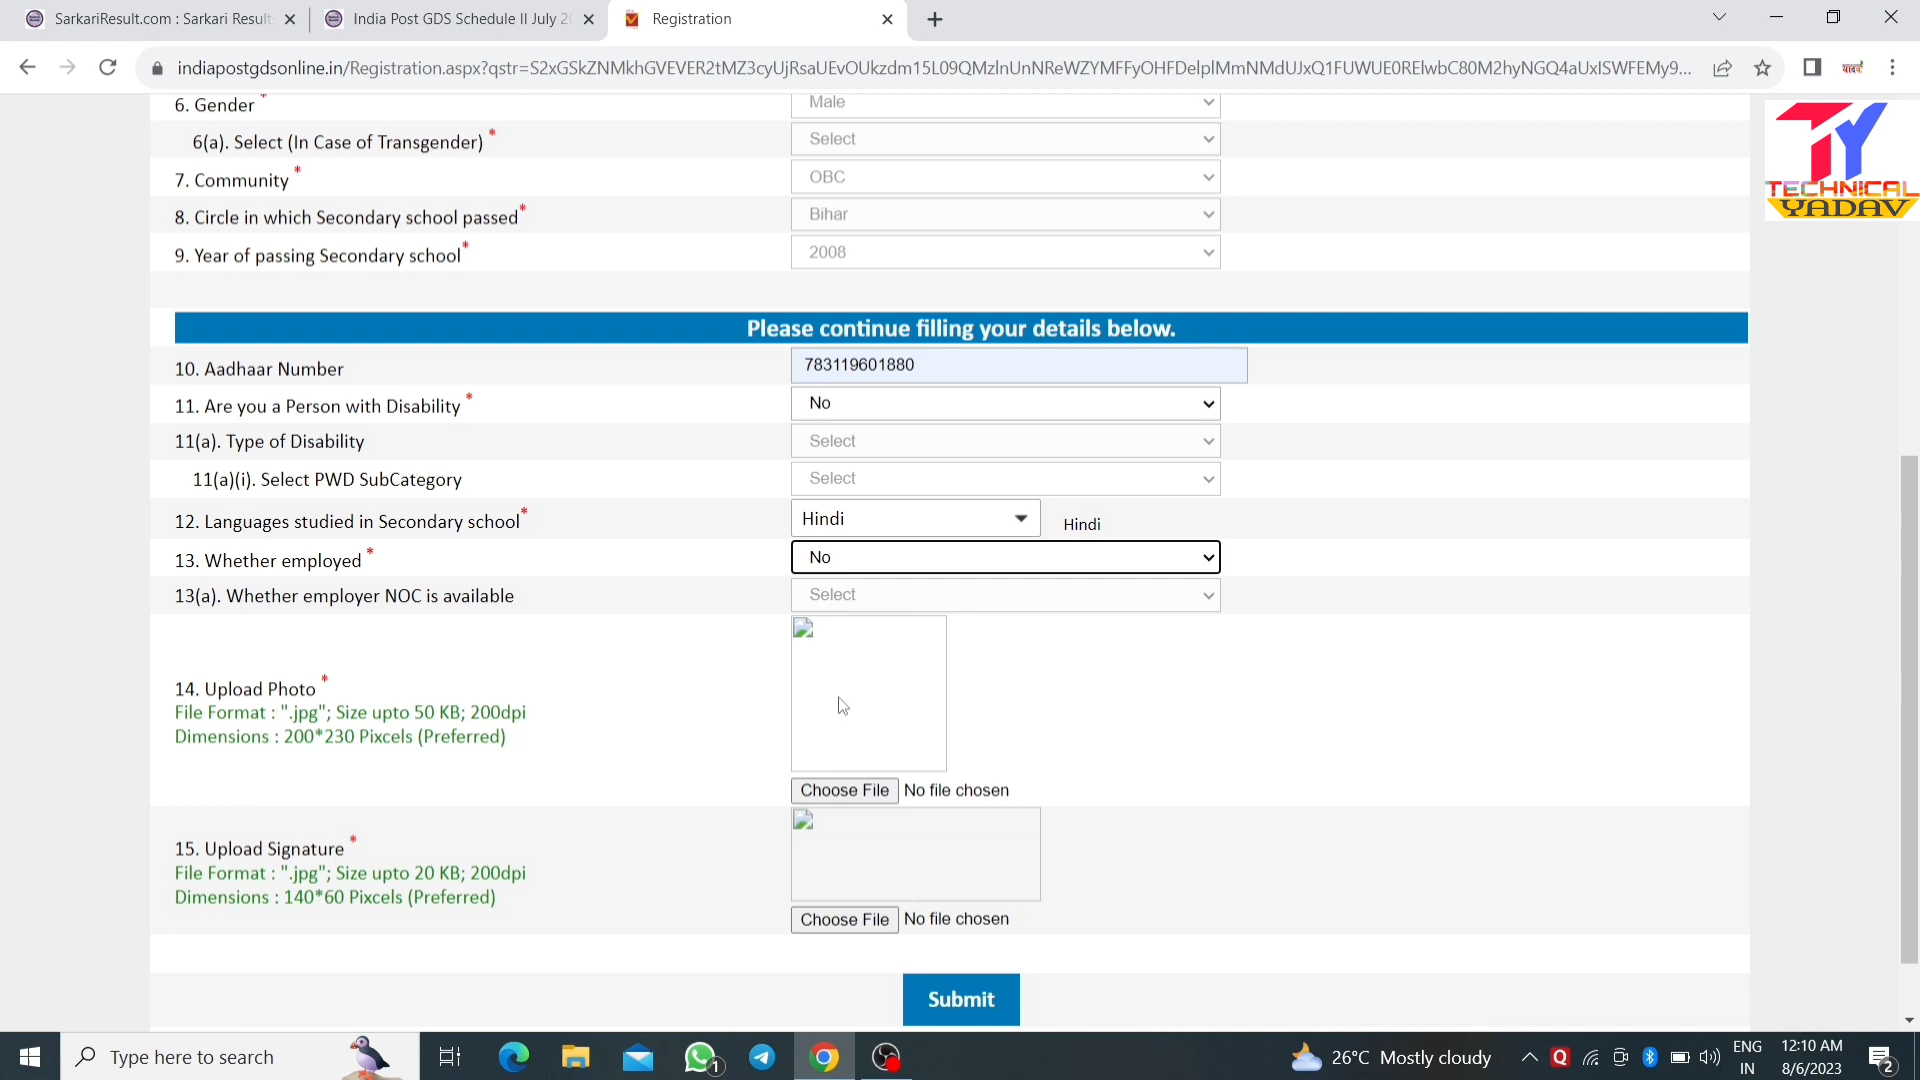 SarkariResult.com : Sarkari Result
India Post GDS Schedule II July 2
Registration
indiapostgdsonline.in/Registration.aspx?qstr=S2xGSkZNMkhGVEVER2tMZ3cyUjRsaUEvOUkzdm15L09QMzlnUnNReWZYMFFyOHFDelplMmNMdUJxQ1FUWUE0RElwbC80M2hyNGQ4aUxISWFEMy9...
यादव
TECHNICAL
YADAV
6. Gender *
Male
6(a). Select (In Case of Transgender) *
Select
7. Community *
OBC
8. Circle in which Secondary school passed*
Bihar
9. Year of passing Secondary school*
2008
Please continue filling your details below.
10. Aadhaar Number
783119601880
11. Are you a Person with Disability *
No
11(a). Type of Disability
Select
11(a)(i). Select PWD SubCategory
Select
12. Languages studied in Secondary school*
Hindi
Hindi
13. Whether employed *
No
13(a). Whether employer NOC is available
Select
14. Upload Photo *
File Format : ".jpg"; Size upto 50 KB; 200dpi
Dimensions : 200*230 Pixcels (Preferred)
Choose File No file chosen
15. Upload Signature *
File Format : ".jpg"; Size upto 20 KB; 200dpi
Dimensions : 140*60 Pixcels (Preferred)
Choose File No file chosen
Submit
Type here to search
1
26°C Mostly cloudy
Q
ENG
IN
12:10 AM
8/6/2023
2